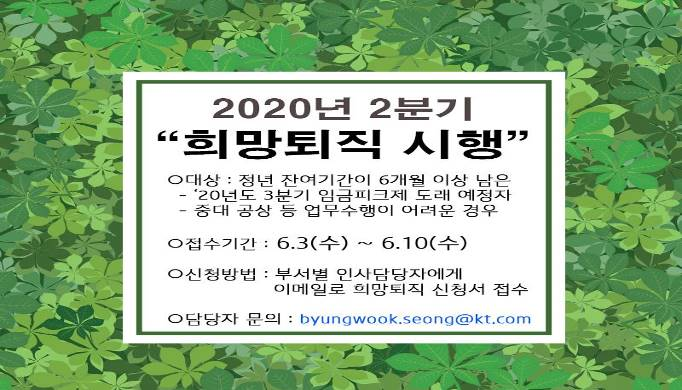 2020년 2분기
“희망퇴직 시행”
○대상 : 정년 잔여기간이 6개월 이상 남은
- ‘20년도 3분기 임금피크제 도래 예정자
- 중대 공상 등 업무수행이 어려운 경우
○접수기간 : 6.3(수) ~ 6.10(수)
○신청방법 : 부서별 인사담당자에게
이메일로 희망퇴직 신청서 접수
○담당자 문의 : byungwook.seong@kt.com